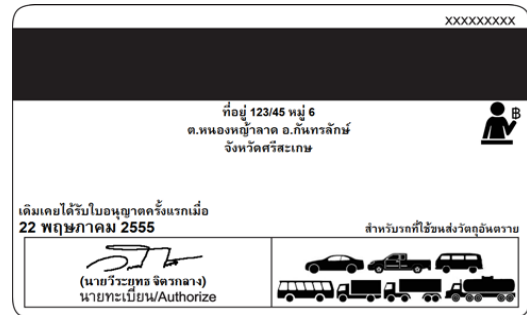 XXXXXXXXX
฿
ที่อยู่ 123/45 หมู่ 6
ต.หนองหญ้าลาด อ.กันทรลักษ์
จังหวัดศรีสะเกษ
เดิมเคยได้รับใบอนุญาตครั้งแรกเมื่อ
22 พฤษภาคม 2555
สำหรับรถที่ใช้ขนส่งวัตถุอันตราย
(นายวีระยุทธ จิตรกลาง)
นายทะเบียน/Authorize